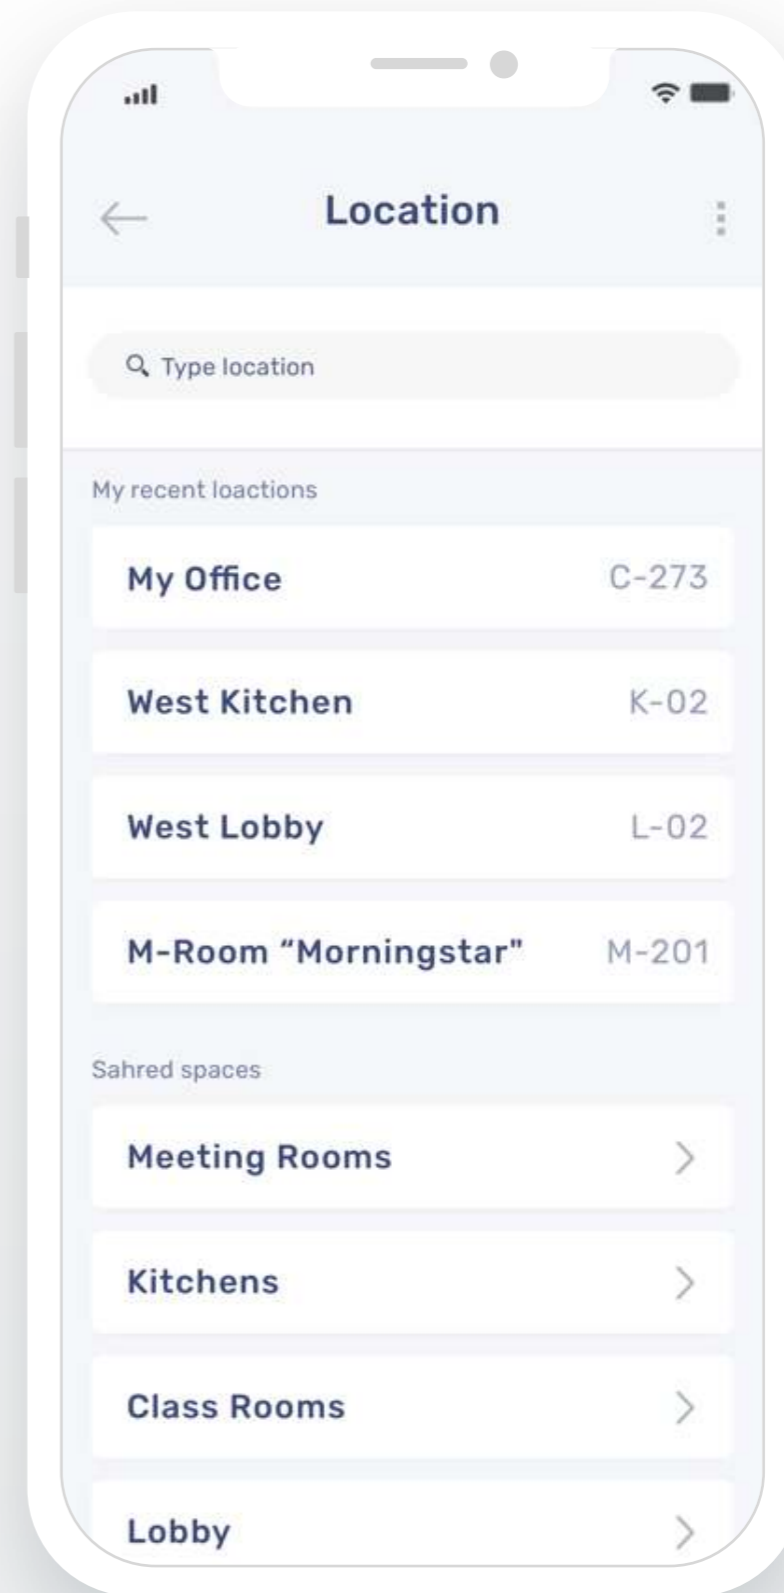 Location
Type location
My recent loactions
My Office C-273
West Kitchen K-02
West Lobby L-02
M-Room “Morningstar" M-201
Sahred spaces
Meeting Rooms
Kitchens
Class Rooms
Lobby